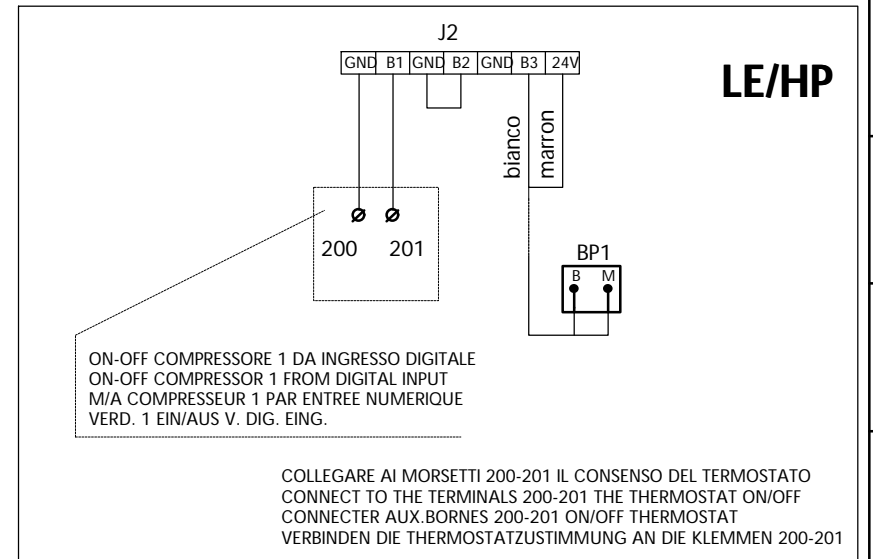 J2
GND B1 GND B2 GND B3 24V
LE/HP
bianco
marron
200 201
BP1
B M
ON-OFF COMPRESSORE 1 DA INGRESSO DIGITALE
ON-OFF COMPRESSOR 1 FROM DIGITAL INPUT
M/A COMPRESSEUR 1 PAR ENTREE NUMERIQUE
VERD. 1 EIN/AUS V. DIG. EING.
COLLEGARE AI MORSETTI 200-201 IL CONSENSO DEL TERMOSTATO
CONNECT TO THE TERMINALS 200-201 THE THERMOSTAT ON/OFF
CONNECTER AUX.BORNES 200-201 ON/OFF THERMOSTAT
VERBINDEN DIE THERMOSTATZUSTIMMUNG AN DIE KLEMMEN 200-201